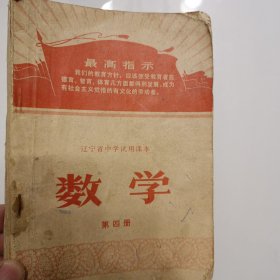 最高指示
我们的教育方针，应该使受教育者在
德育、智育、体育几方面都得到发展，成为
有社会主义觉悟的有文化的劳动者。
辽宁省中学试用课本
数学
第四册